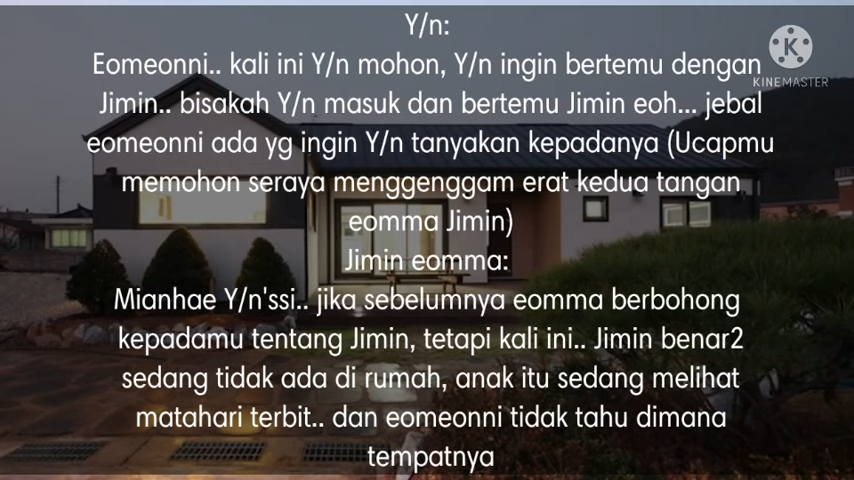 Y/n:
Eomeonni.. kali ini Y/n mohon, Y/n ingin bertemu dengan
Jimin.. bisakah Y/n masuk dan bertemu Jimin eoh... jebal
eomeonni ada yg ingin Y/n tanyakan kepadanya (Ucapmu
memohon seraya menggenggam erat kedua tangan
eomma Jimin)
Jimin eomma:
Mianhae Y/n'ssi.. jika sebelumnya eomma berbohong
kepadamu tentang Jimin, tetapi kali ini.. Jimin benar2
sedang tidak ada di rumah, anak itu sedang melihat
matahari terbit.. dan eomeonni tidak tahu dimana
tempatnya
K
KINEMASTER